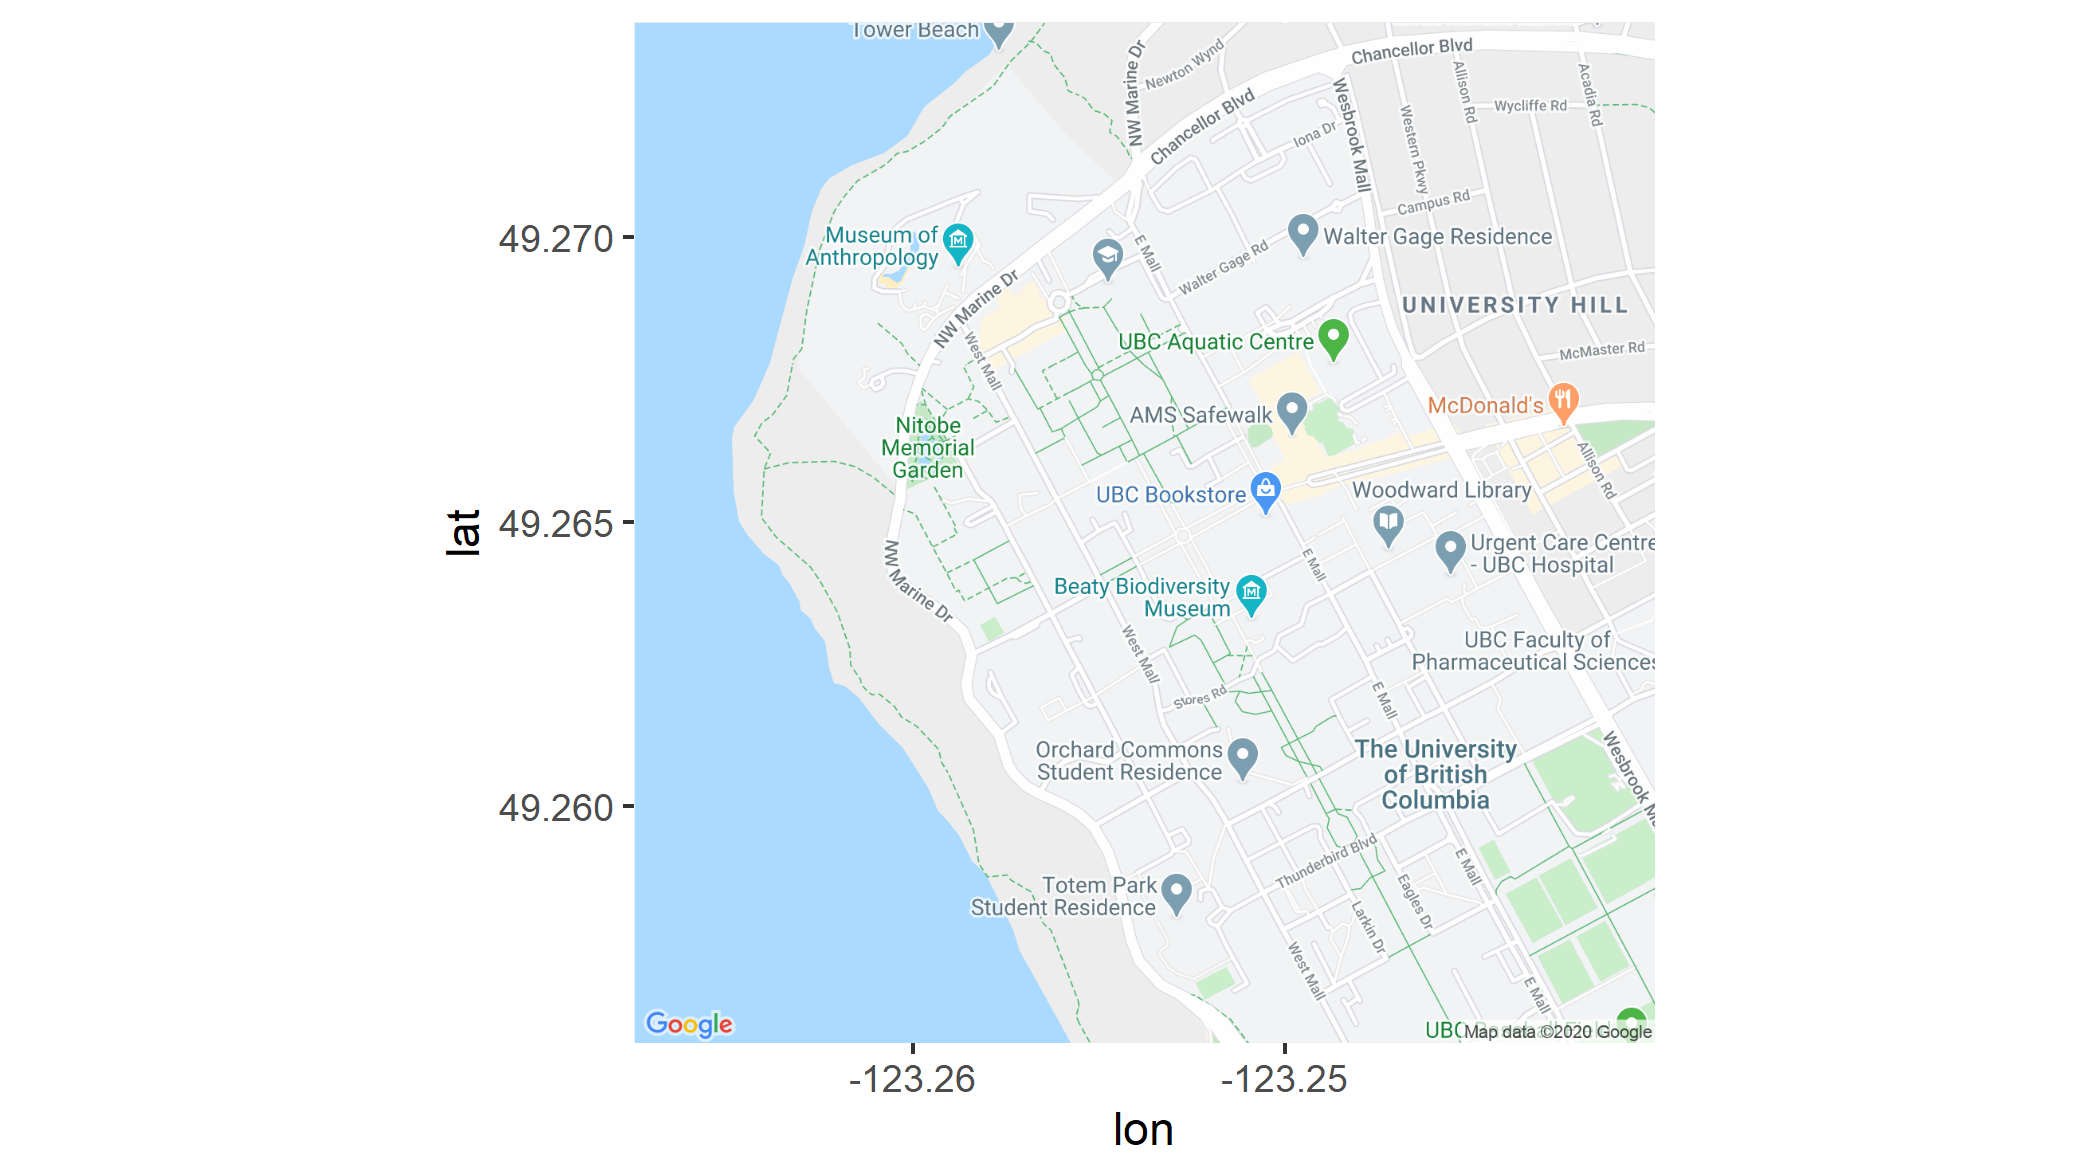 Tower Beach
NW Marine Dr
Newton Wynd
Chancellor Blvd
Chancellor Blvd
Allison Rd
Acadia Rd
Wycliffe Rd
Wesbrook Mall
Western Pkwy
Iona Dr
Campus Rd
Museum of
Anthropology
E Mall
Walter Gage Residence
Walter Gage Rd
NW Marine Dr
UNIVERSITY HILL
West Mall
UBC Aquatic Centre
McMaster Rd
McDonald's
AMS Safewalk
Nitobe
Memorial
Garden
Allison Rd
UBC Bookstore
Woodward Library
NW Marine Dr
E Mall
Urgent Care Centre
- UBC Hospital
Beaty Biodiversity
Museum
West Mall
UBC Faculty of
Pharmaceutical Sciences
Stores Rd
E Mall
Orchard Commons
Student Residence
The University
of British
Columbia
Wesbrook Ma
Thunderbird Blvd
E Mall
Totem Park
Student Residence
Eagles Dr
Larkin Dr
West Mall
E Mall
Google
UBC
Map data ©2020 Google
49.270
49.265
49.260
lat
-123.26
-123.25
lon